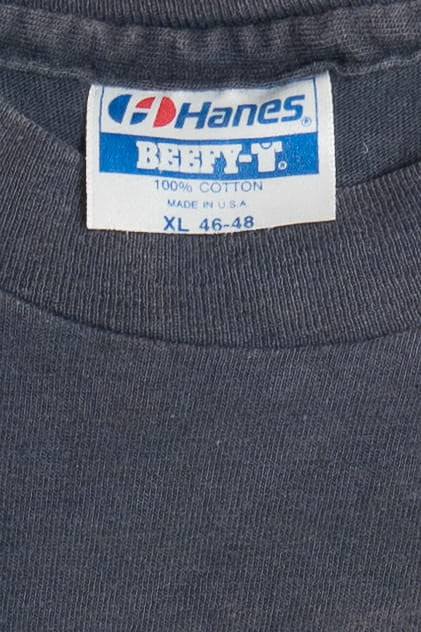 Hanes®
BEEFY-T®
100% COTTON
MADE IN U.S.A.
XL 46-48